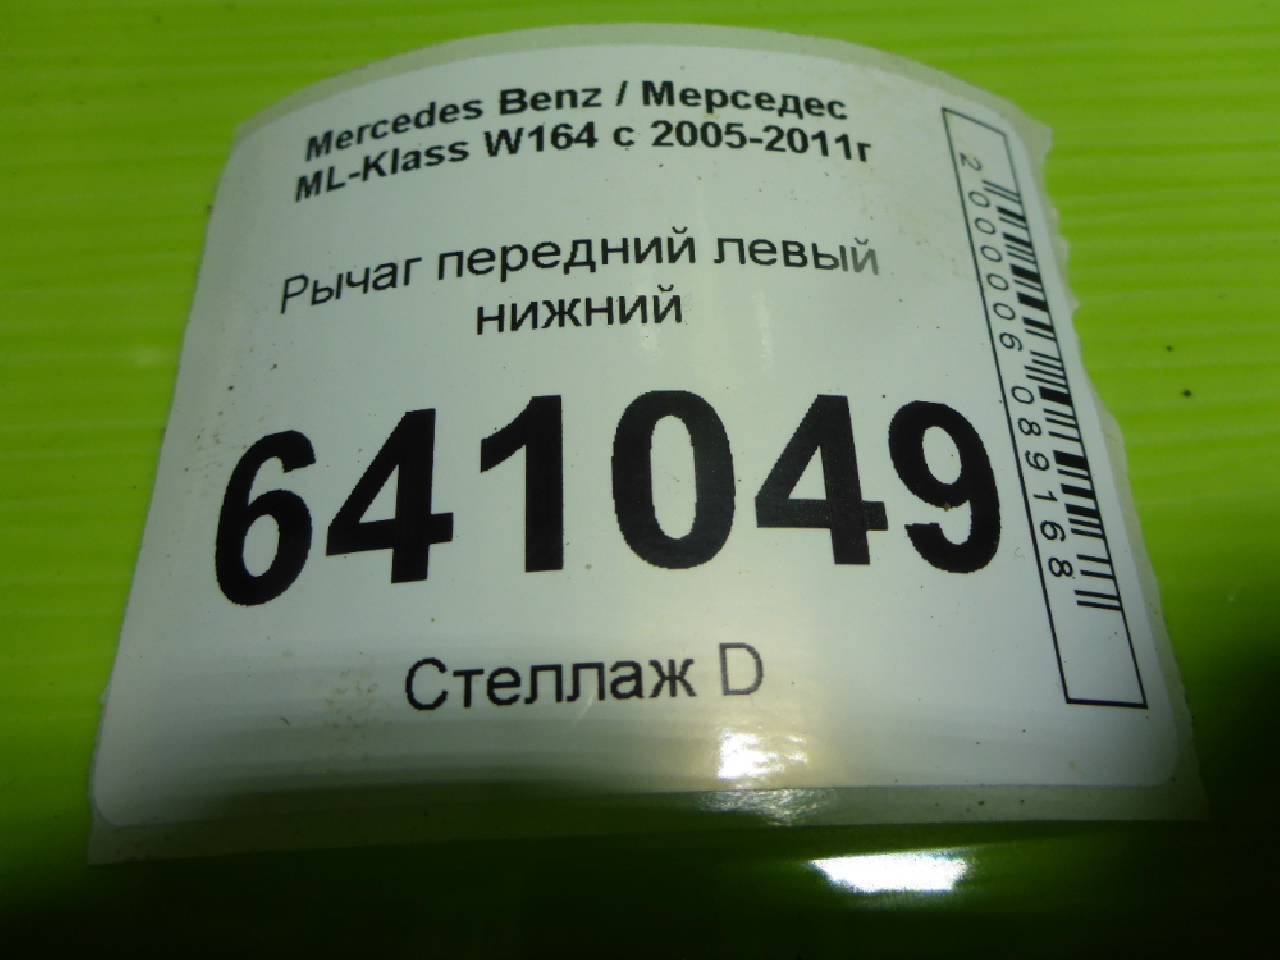 Mercedes Benz / Мерседес
ML-Klass W164 с 2005-2011г
Рычаг передний левый
нижний
641049
Стеллаж D
2000006089168